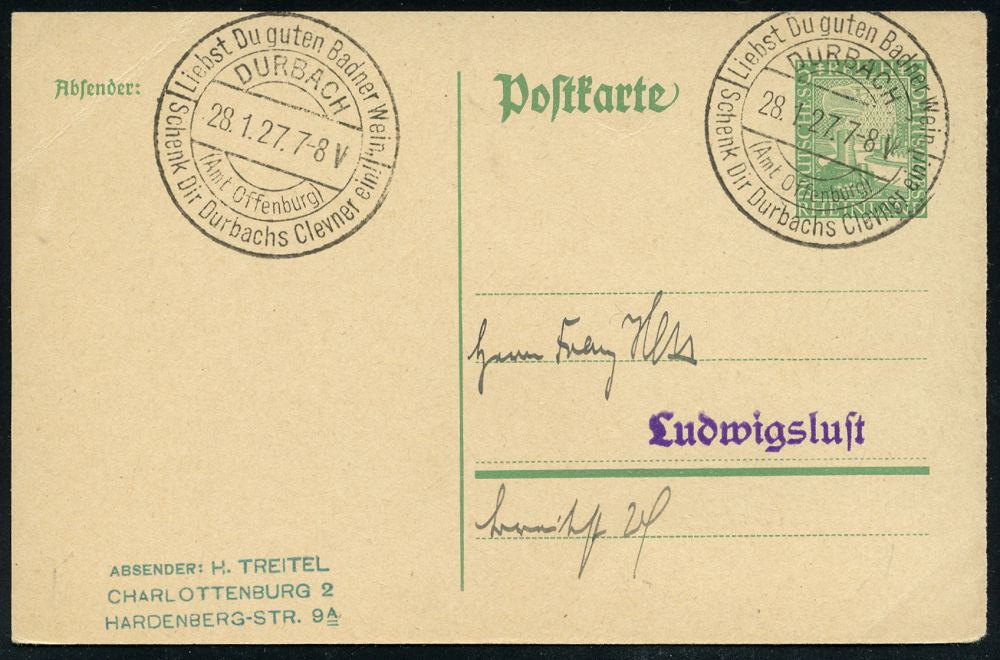 Absender:
Liebst Du guten Badner Wein,
DURBACH
28.1.27.7-8 V
(Amt Offenburg)
Schenk Dir Durbachs Clevner ein!
Postkarte
Liebst Du guten Badner Wein,
DURBACH
28.1.27.7-8 V
(Amt Offenburg)
Schenk Dir Durbachs Clevner ein!
Herrn Franz
Ludwigslust
ABSENDER: H. TREITEL
CHARLOTTENBURG 2
HARDENBERG-STR. 9A